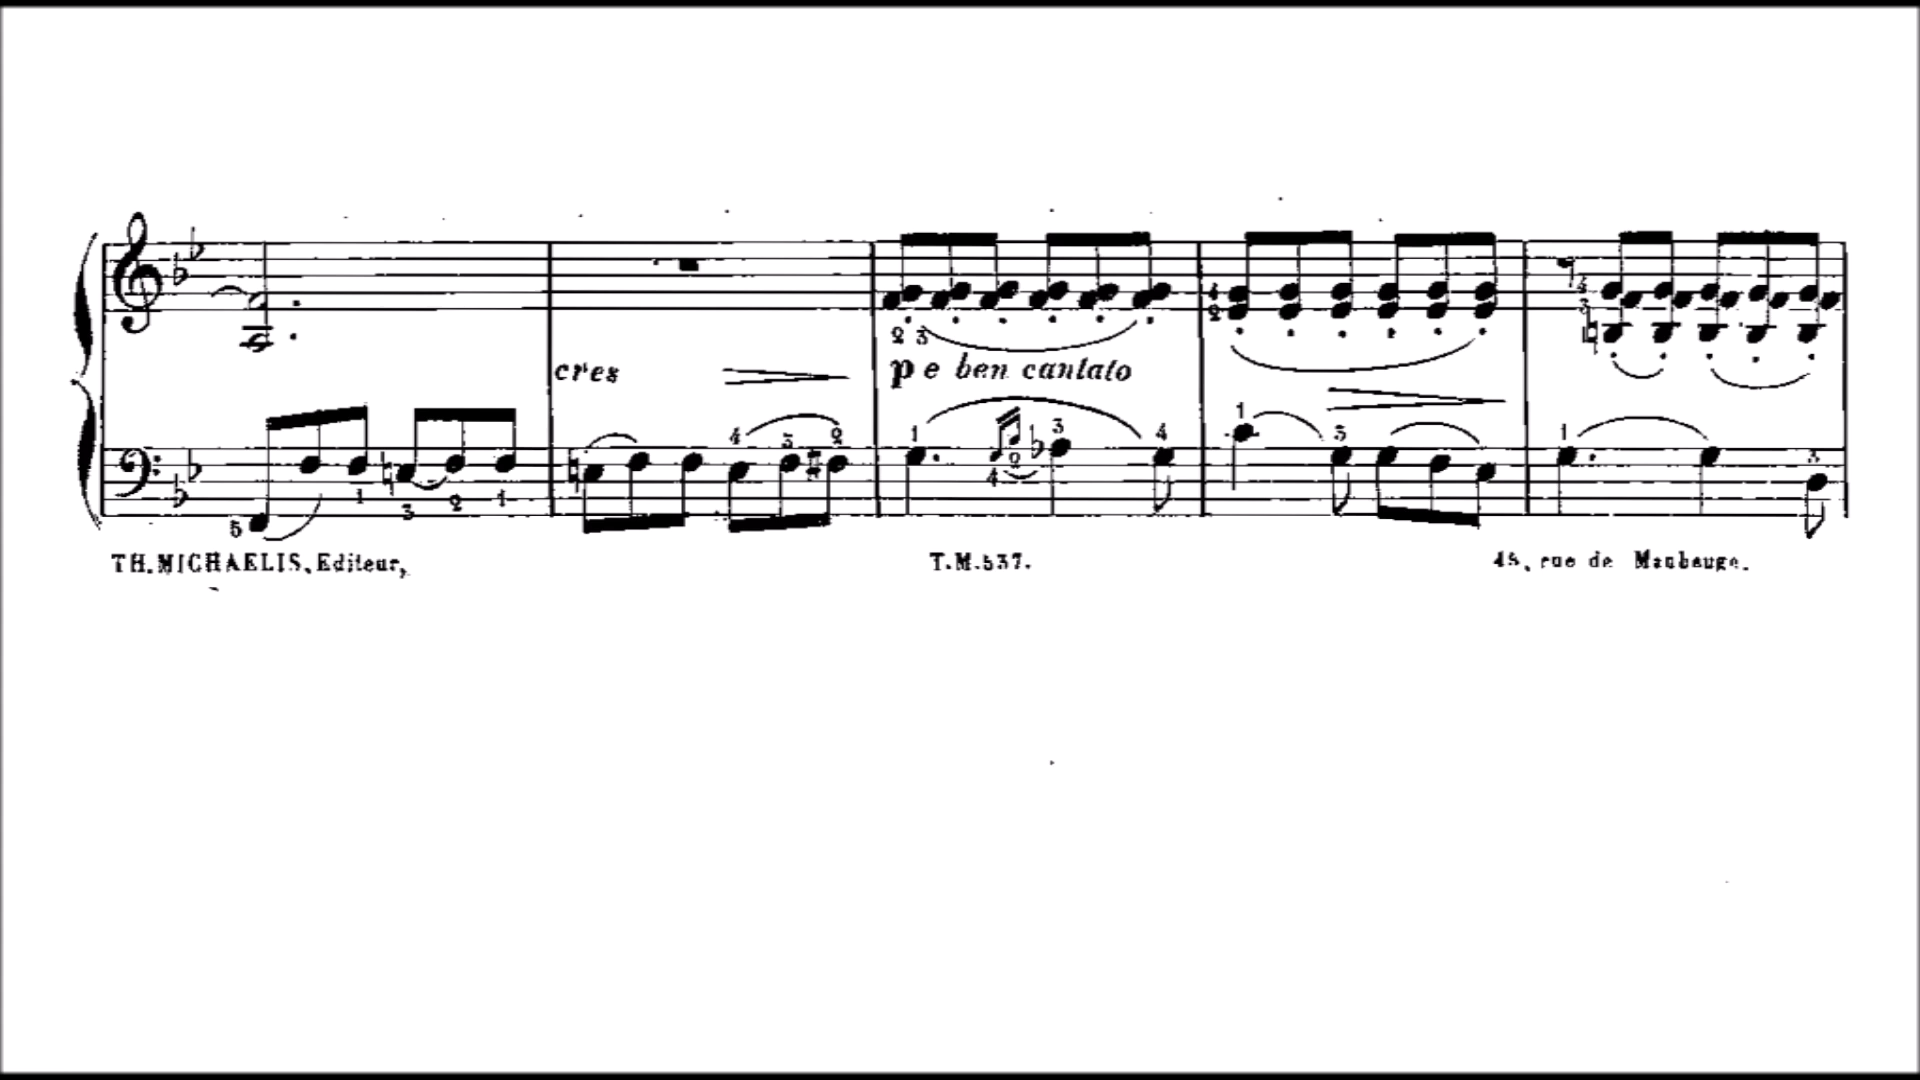 cres
p e ben cantato
TH. MICHAELIS, Editeur,
T.M.537.
45, rue de Maubeuge.